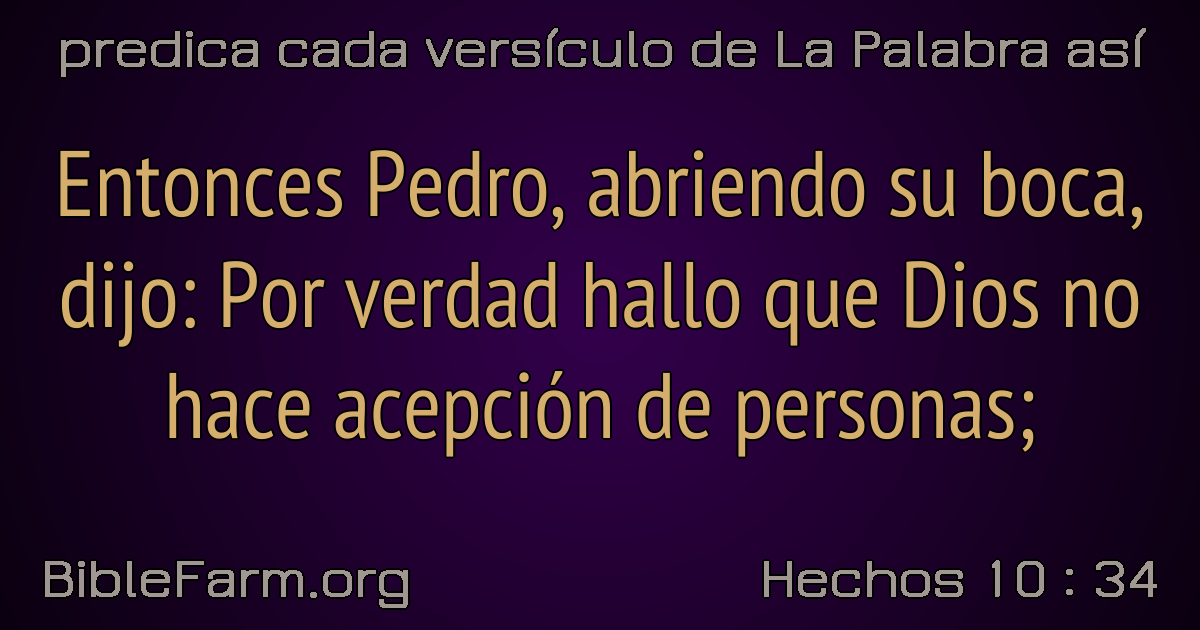 predica cada versículo de La Palabra así
Entonces Pedro, abriendo su boca,
dijo: Por verdad hallo que Dios no
hace acepción de personas;
BibleFarm.org
Hechos 10 : 34